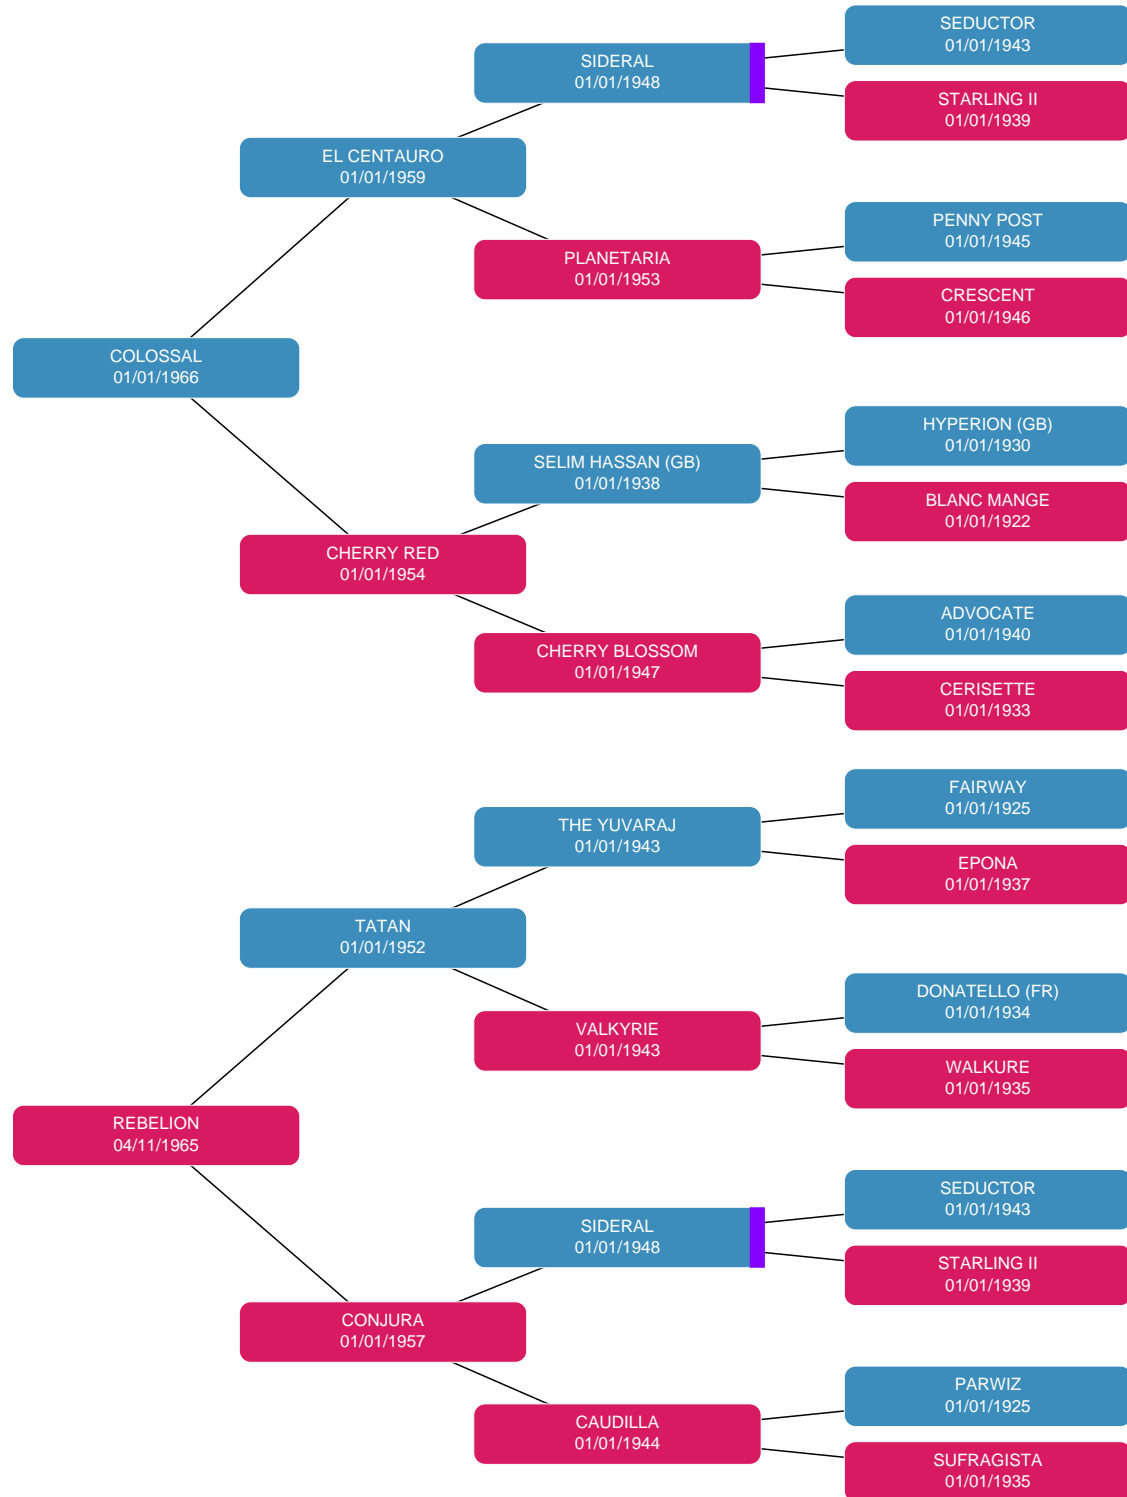 SEDUCTOR
01/01/1943
SIDERAL
01/01/1948
STARLING II
01/01/1939
EL CENTAURO
01/01/1959
PENNY POST
01/01/1945
PLANETARIA
01/01/1953
CRESCENT
01/01/1946
COLOSSAL
01/01/1966
HYPERION (GB)
01/01/1930
SELIM HASSAN (GB)
01/01/1938
BLANC MANGE
01/01/1922
CHERRY RED
01/01/1954
ADVOCATE
01/01/1940
CHERRY BLOSSOM
01/01/1947
CERISETTE
01/01/1933
FAIRWAY
01/01/1925
THE YUVARAJ
01/01/1943
EPONA
01/01/1937
TATAN
01/01/1952
DONATELLO (FR)
01/01/1934
VALKYRIE
01/01/1943
WALKURE
01/01/1935
REBELION
04/11/1965
SEDUCTOR
01/01/1943
SIDERAL
01/01/1948
STARLING II
01/01/1939
CONJURA
01/01/1957
PARWIZ
01/01/1925
CAUDILLA
01/01/1944
SUFRAGISTA
01/01/1935